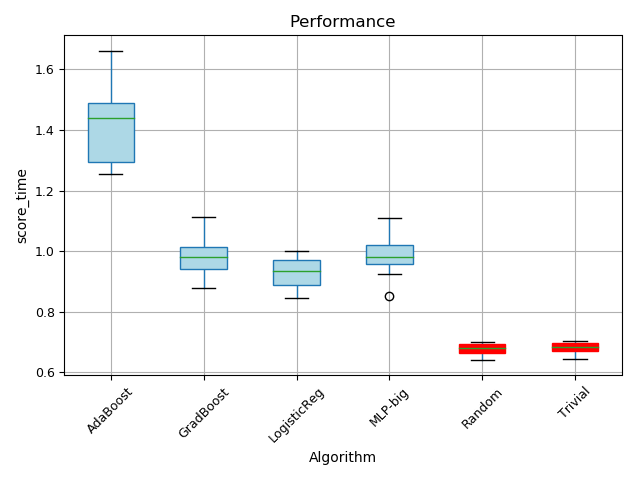 Performance
score_time
1.6
1.4
1.2
1.0
0.8
0.6
AdaBoost
GradBoost
LogisticReg
MLP-big
Random
Trivial
Algorithm